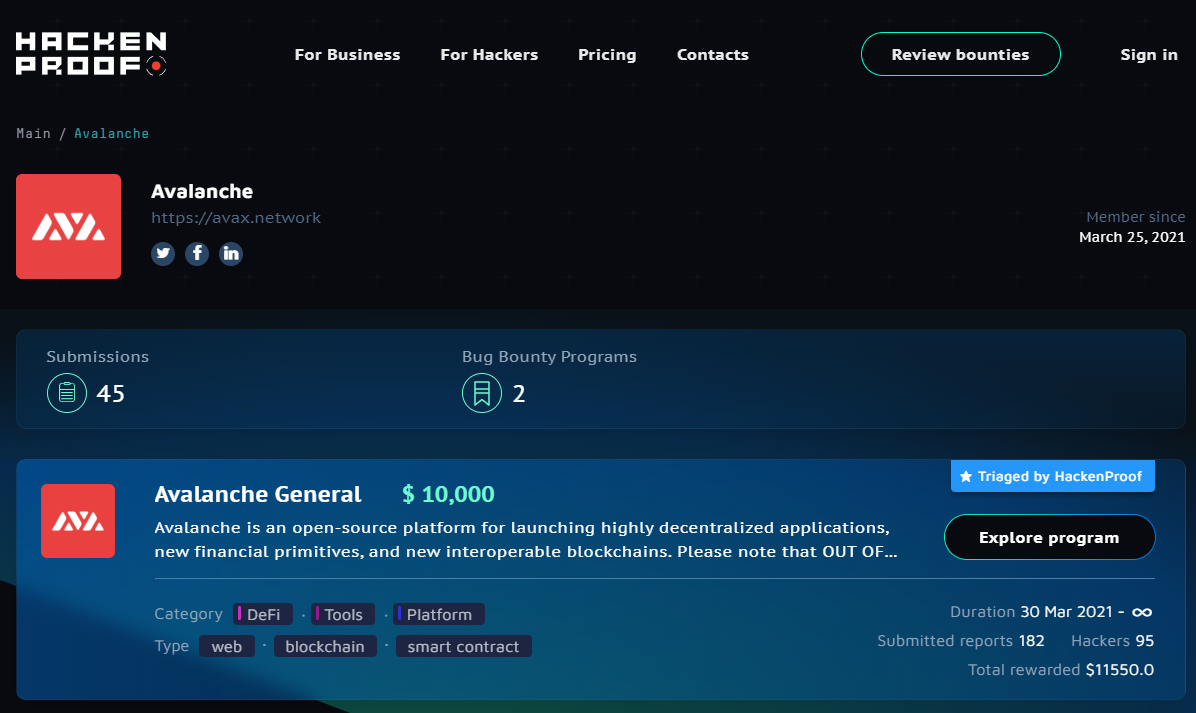 HACKEN
PROOF
For Business For Hackers Pricing Contacts Review bounties Sign in
Main / Avalanche
Avalanche
https://avax.network
Member since
March 25, 2021
Submissions
45
Bug Bounty Programs
2
Triaged by HackenProof
Avalanche General $ 10,000
Avalanche is an open-source platform for launching highly decentralized applications,
new financial primitives, and new interoperable blockchains. Please note that OUT OF...
Explore program
Category DeFi · Tools · Platform
Type web · blockchain · smart contract
Duration 30 Mar 2021 - ∞
Submitted reports 182 Hackers 95
Total rewarded $11550.0